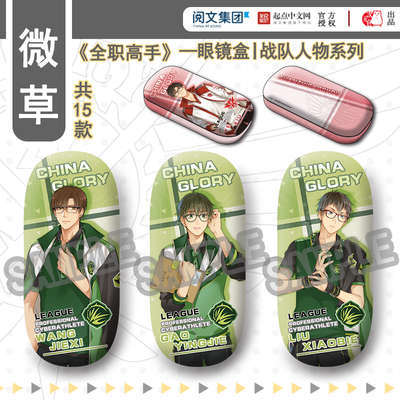 阅文集团
起点中文网
官方
授权
出品
微草
共15款
《全职高手》—眼镜盒|战队人物系列
CHINA
GLORY
SAMPLE
LEAGUE
PROFESSIONAL
CYBERATHLETE
WANG
JIEXI
CHINA
GLORY
SAMPLE
LEAGUE
PROFESSIONAL
CYBERATHLETE
GAO
YINGJIE
CHINA
GLORY
SAMPLE
LEAGUE
PROFESSIONAL
CYBERATHLETE
LIU
XIAOBIE